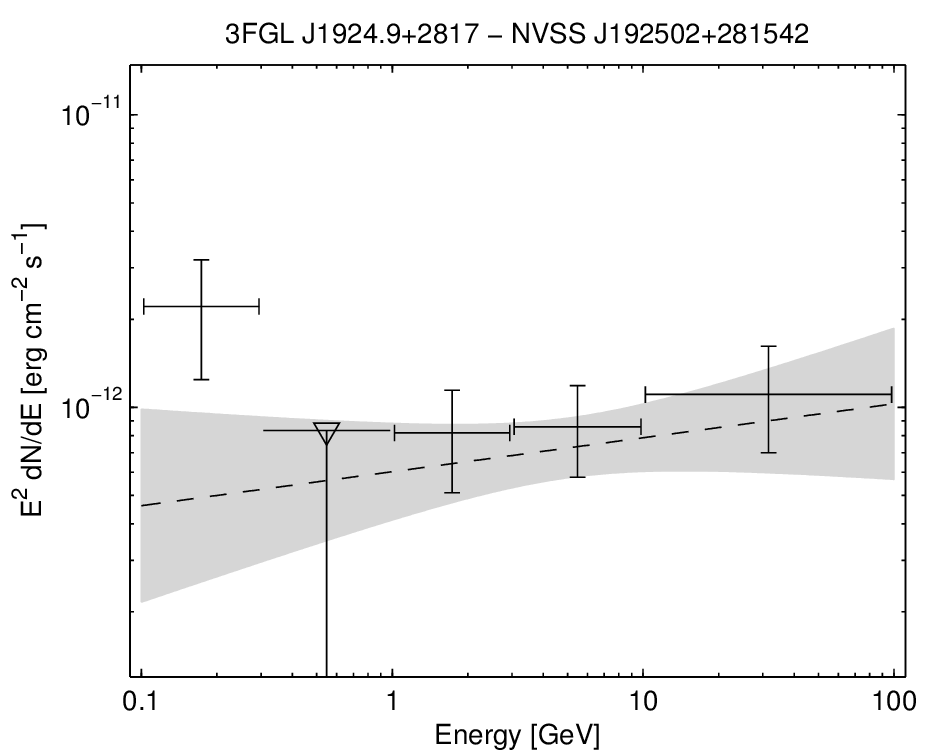 3FGL J1924.9+2817 − NVSS J192502+281542
10⁻¹¹
10⁻¹²
E² dN/dE [erg cm⁻² s⁻¹]
0.1 1 10 100
Energy [GeV]